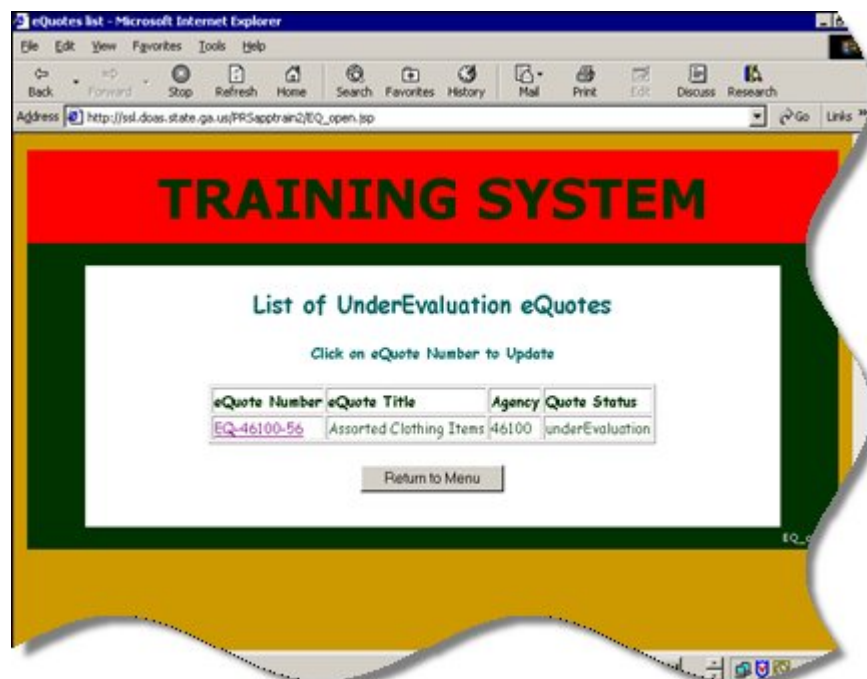 eQuotes list - Microsoft Internet Explorer
File Edit View Favorites Tools Help
Back Forward Stop Refresh Home Search Favorites History Mail Print Edit Discuss Research
Address http://ssl.doas.state.ga.us/PRSapptrain2/EQ_open.jsp Go Links »
TRAINING SYSTEM
List of UnderEvaluation eQuotes
Click on eQuote Number to Update
eQuote Number eQuote Title Agency Quote Status
EQ-46100-56 Assorted Clothing Items 46100 underEvaluation
Return to Menu